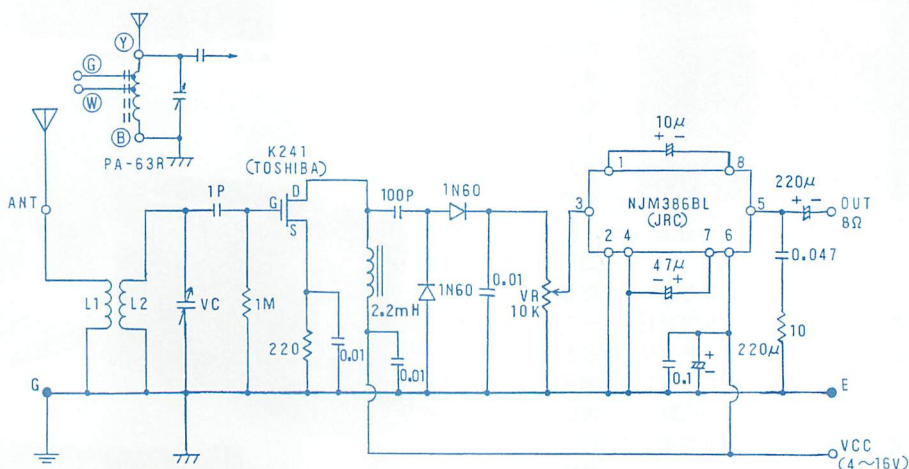 Y
G
W
B
PA-63R
ANT
1P
K241
(TOSHIBA)
G
D
S
100P
1N60
10μ
+ -
1
8
3
NJM386BL
(JRC)
5
2
4
7
6
220μ
+ -
OUT
8Ω
0.047
47μ
- +
L1
L2
VC
1M
220
0.01
2.2mH
0.01
1N60
0.01
VR
10K
0.1
220μ
+
-
10
G
E
VCC
(4～16V)